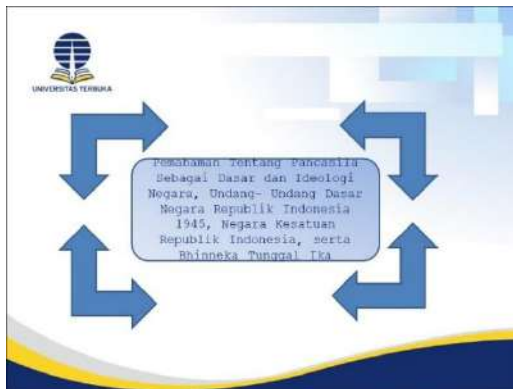 UNIVERSITAS TERBUKA
Pemahaman Tentang Pancasila
Sebagai Dasar dan Ideologi
Negara, Undang- Undang Dasar
Negara Republik Indonesia
1945, Negara Kesatuan
Republik Indonesia, serta
Bhinneka Tunggal Ika